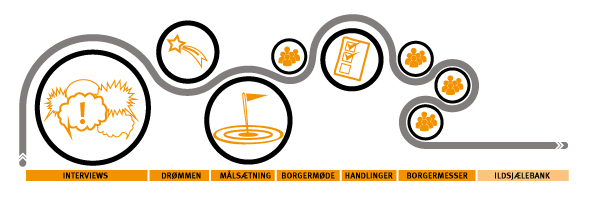 !
INTERVIEWS DRØMMEN MÅLSÆTNING BORGERMØDE HANDLINGER BORGERMESSER ILDSJÆLEBANK